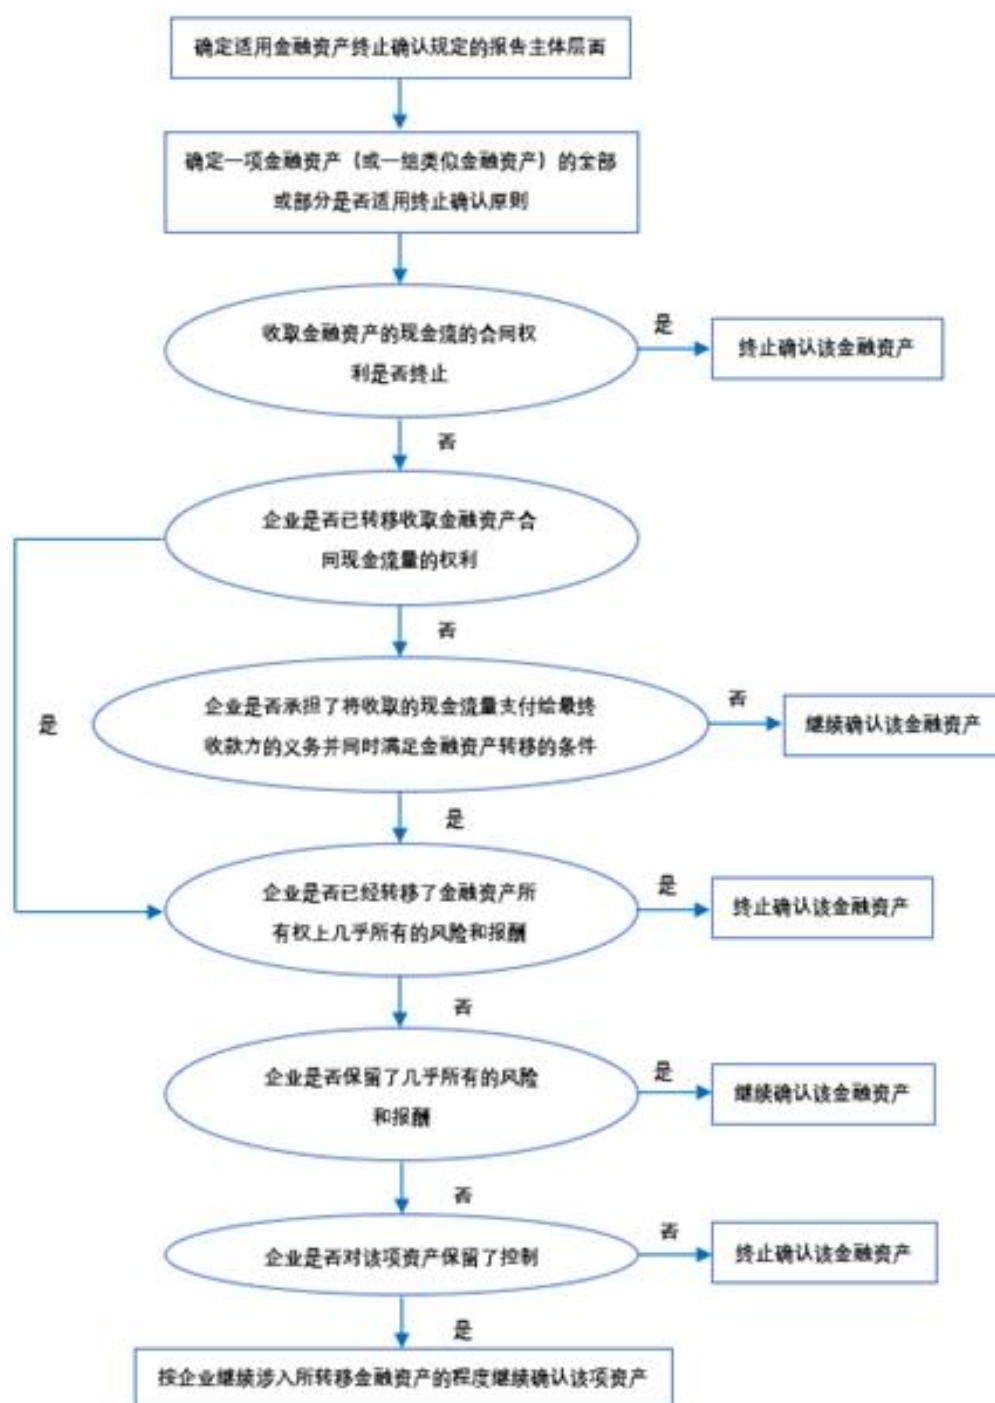 确定适用金融资产终止确认规定的报告主体层面
确定一项金融资产（或一组类似金融资产）的全部
或部分是否适用终止确认原则
收取金融资产的现金流的合同权
利是否终止
是
终止确认该金融资产
否
企业是否已转移收取金融资产合
同现金流量的权利
否
是
企业是否承担了将收取的现金流量支付给最终
收款方的义务并同时满足金融资产转移的条件
否
继续确认该金融资产
是
企业是否已经转移了金融资产所
有权上几乎所有的风险和报酬
是
终止确认该金融资产
否
企业是否保留了几乎所有的风险
和报酬
是
继续确认该金融资产
否
企业是否对该项资产保留了控制
否
终止确认该金融资产
是
按企业继续涉入所转移金融资产的程度继续确认该项资产